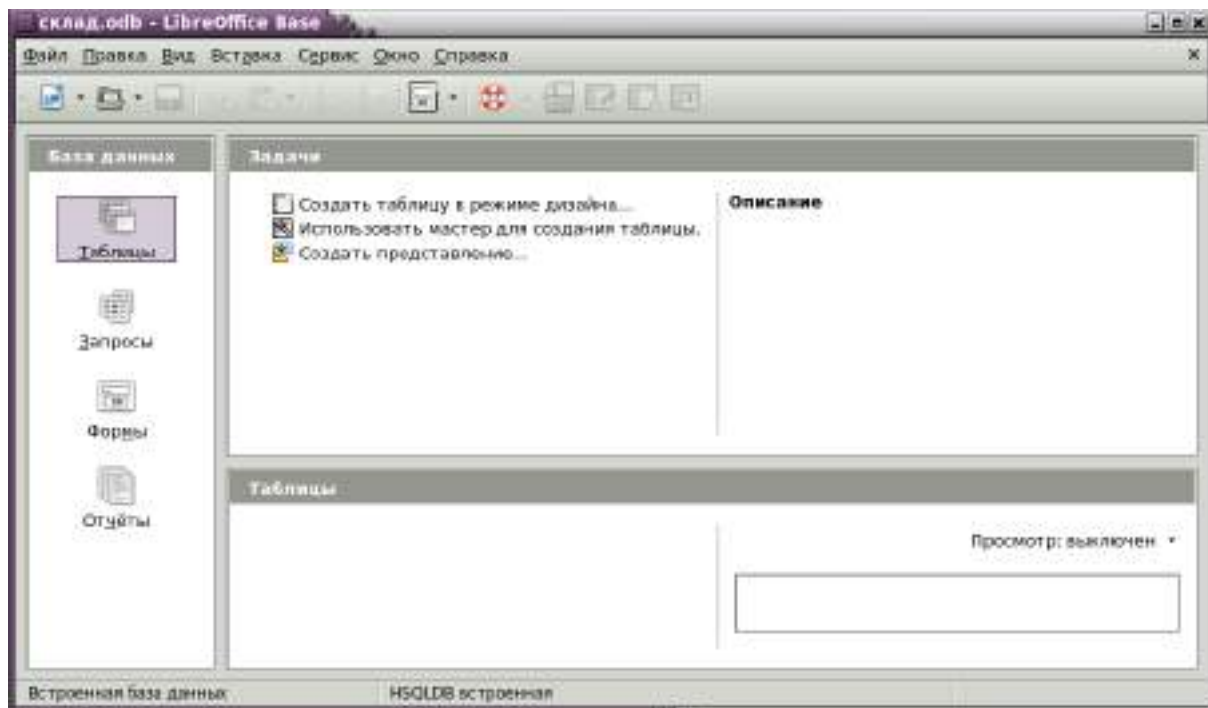 склад.odb - LibreOffice Base
Файл Правка Вид Вставка Сервис Окно Справка
База данных
Таблицы
Запросы
Формы
Отчёты
Задачи
Создать таблицу в режиме дизайна...
Использовать мастер для создания таблицы.
Создать представление...
Описание
Таблицы
Просмотр: выключен
Встроенная база данных
HSQLDB встроенная